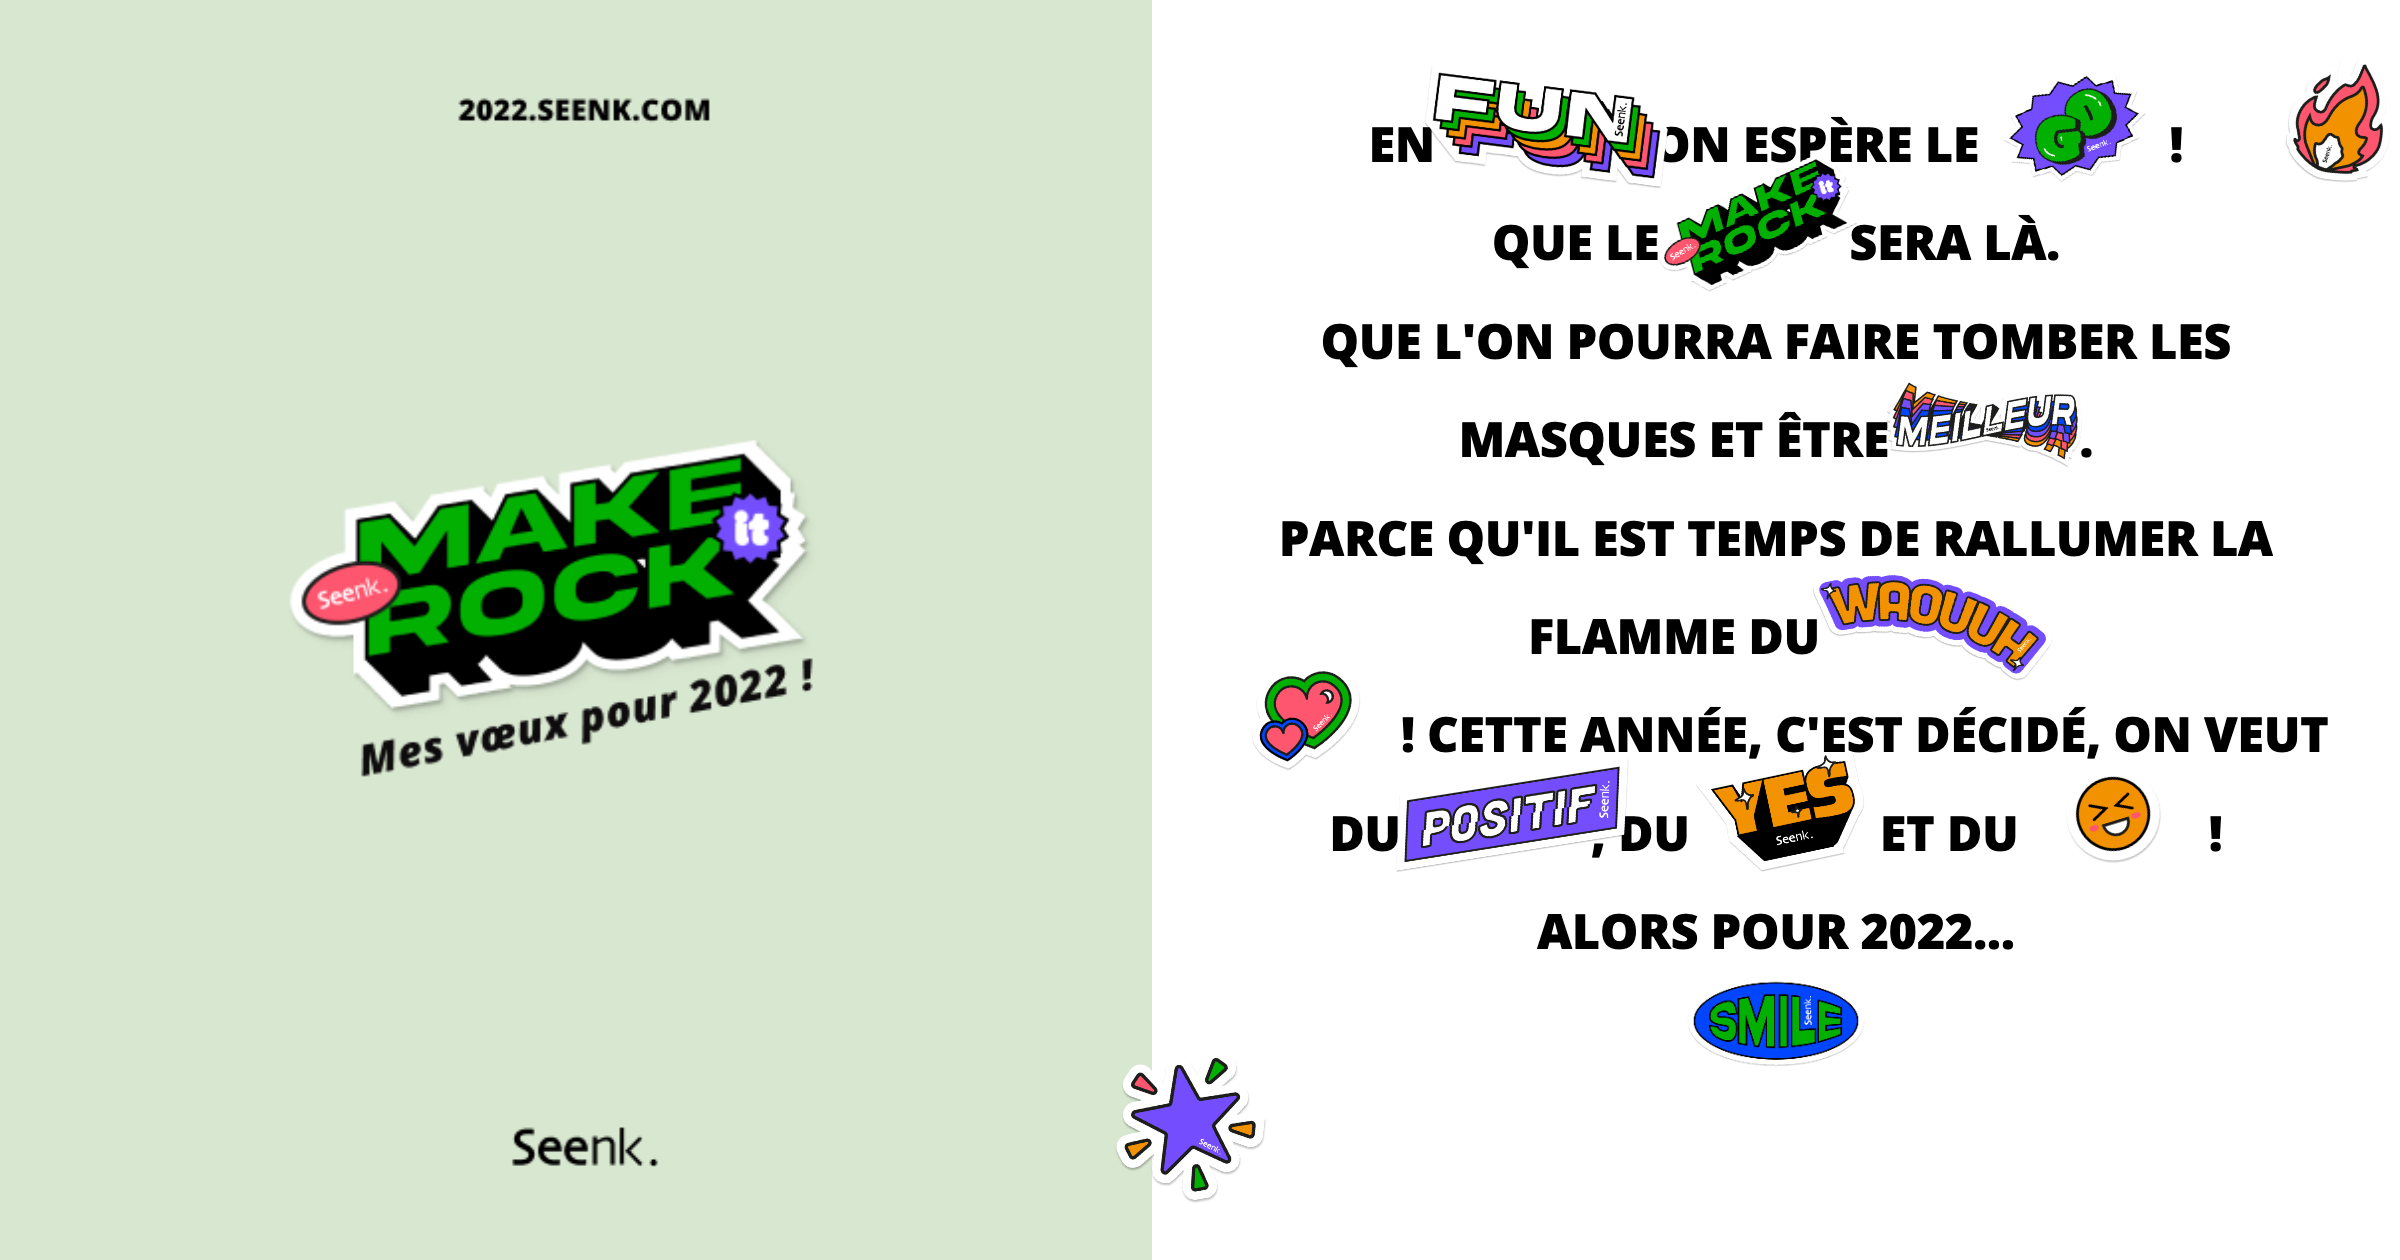 2022.SEENK.COM
MAKE it
ROCK
Seenk.
Mes vœux pour 2022 !
Seenk.
EN FUN ON ESPÈRE LE GD !
QUE LE MAKE it ROCK SERA LÀ.
QUE L'ON POURRA FAIRE TOMBER LES
MASQUES ET ÊTRE MEILLEUR.
PARCE QU'IL EST TEMPS DE RALLUMER LA
FLAMME DU WAOUUH
! CETTE ANNÉE, C'EST DÉCIDÉ, ON VEUT
DU POSITIF, DU YES ET DU !
ALORS POUR 2022...
SMILE